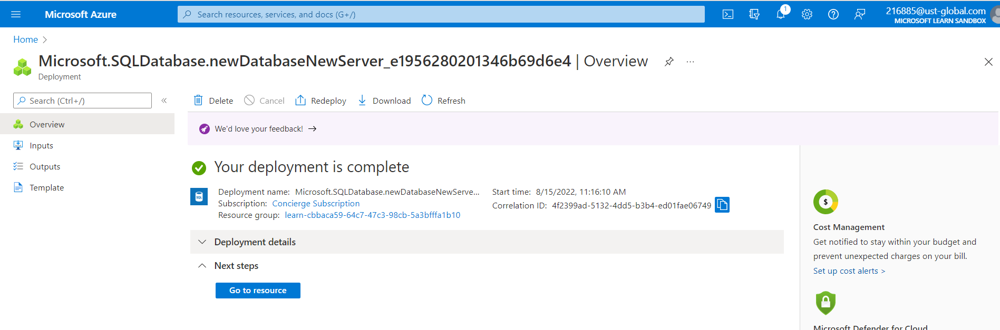 Microsoft Azure
Search resources, services, and docs (G+/)
1
216885@ust-global.com
MICROSOFT LEARN SANDBOX
Home
Microsoft.SQLDatabase.newDatabaseNewServer_e1956280201346b69d6e4 | Overview
Deployment
Search (Ctrl+/)
Overview
Inputs
Outputs
Template
Delete
Cancel
Redeploy
Download
Refresh
We'd love your feedback!
Your deployment is complete
SQL
Deployment name: Microsoft.SQLDatabase.newDatabaseNewServe...
Subscription: Concierge Subscription
Resource group: learn-cbbaca59-64c7-47c3-98cb-5a3bfffa1b10
Start time: 8/15/2022, 11:16:10 AM
Correlation ID: 4f2399ad-5132-4dd5-b3b4-ed01fae06749
Deployment details
Next steps
Go to resource
$
Cost Management
Get notified to stay within your budget and
prevent unexpected charges on your bill.
Set up cost alerts >
Microsoft Defender for Cloud